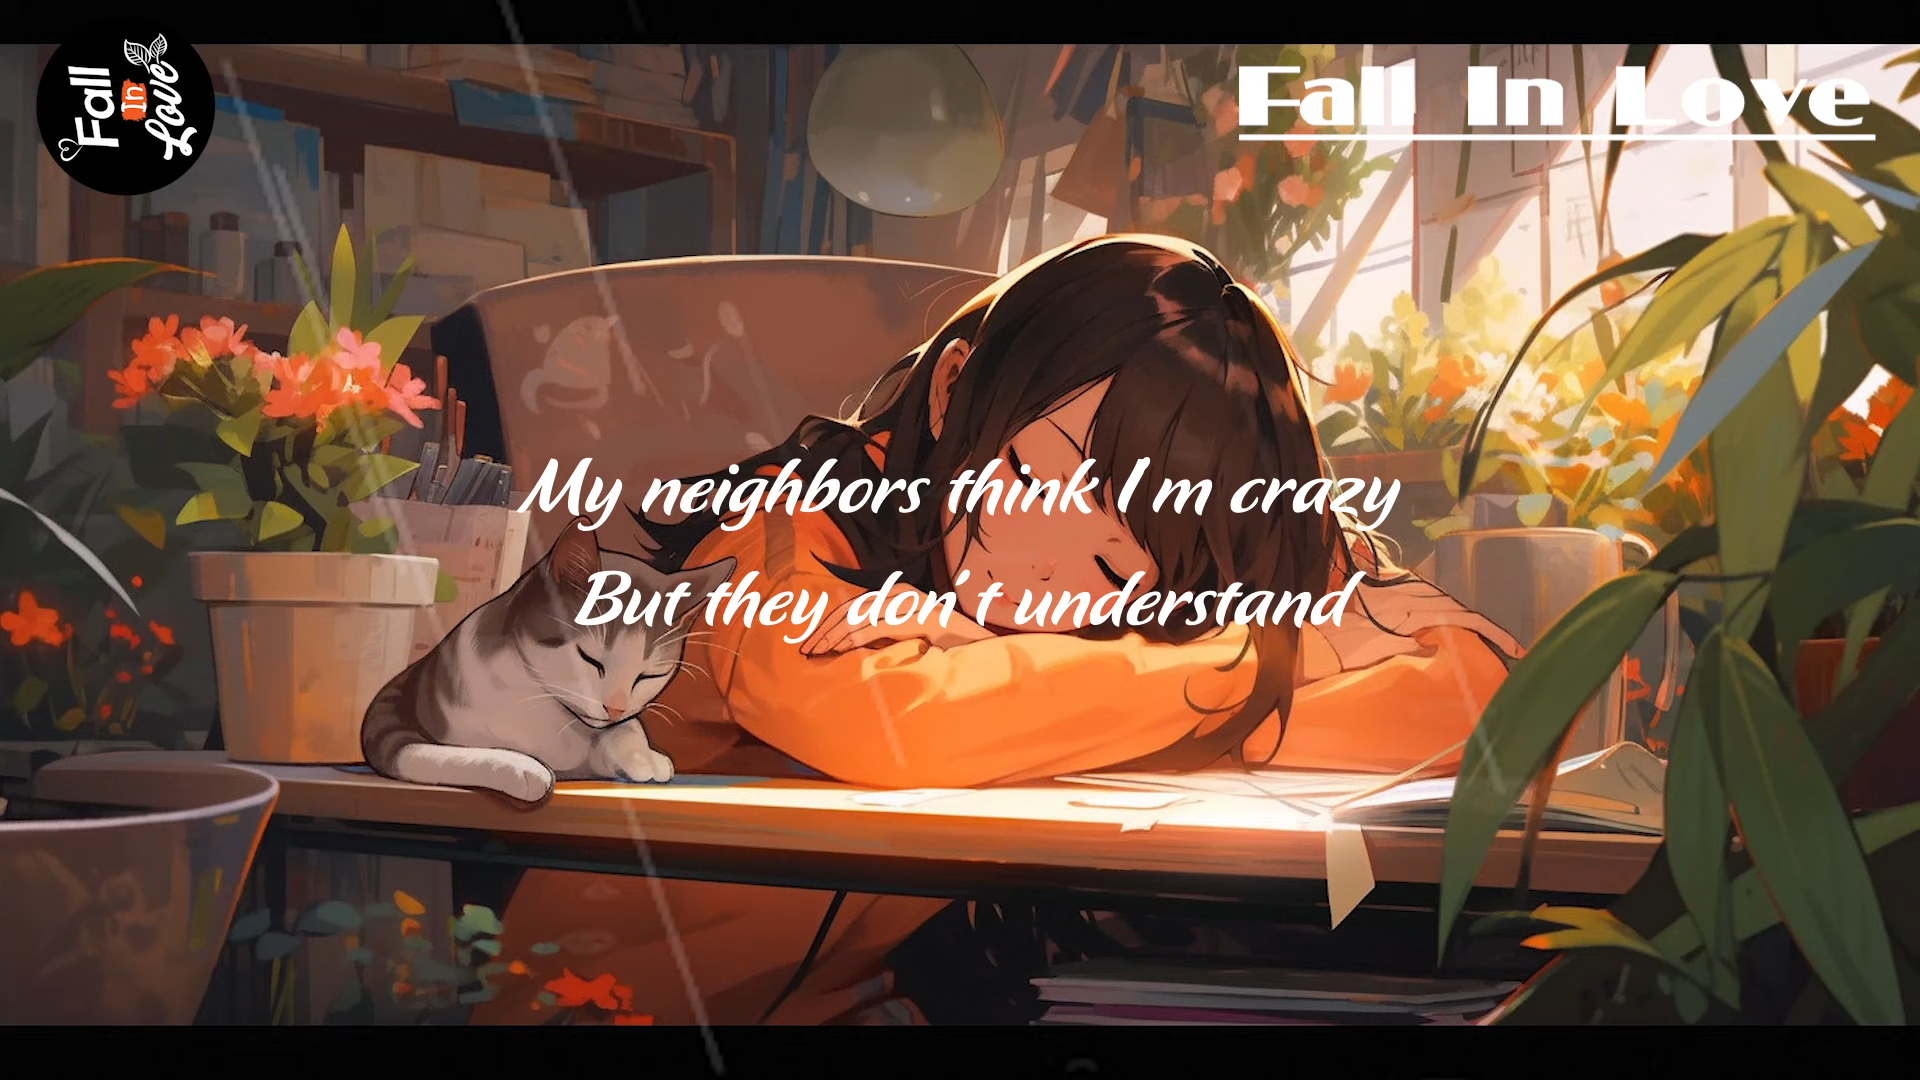 Fall
In
Love
Fall In Love
My neighbors think I m crazy
But they don't understand